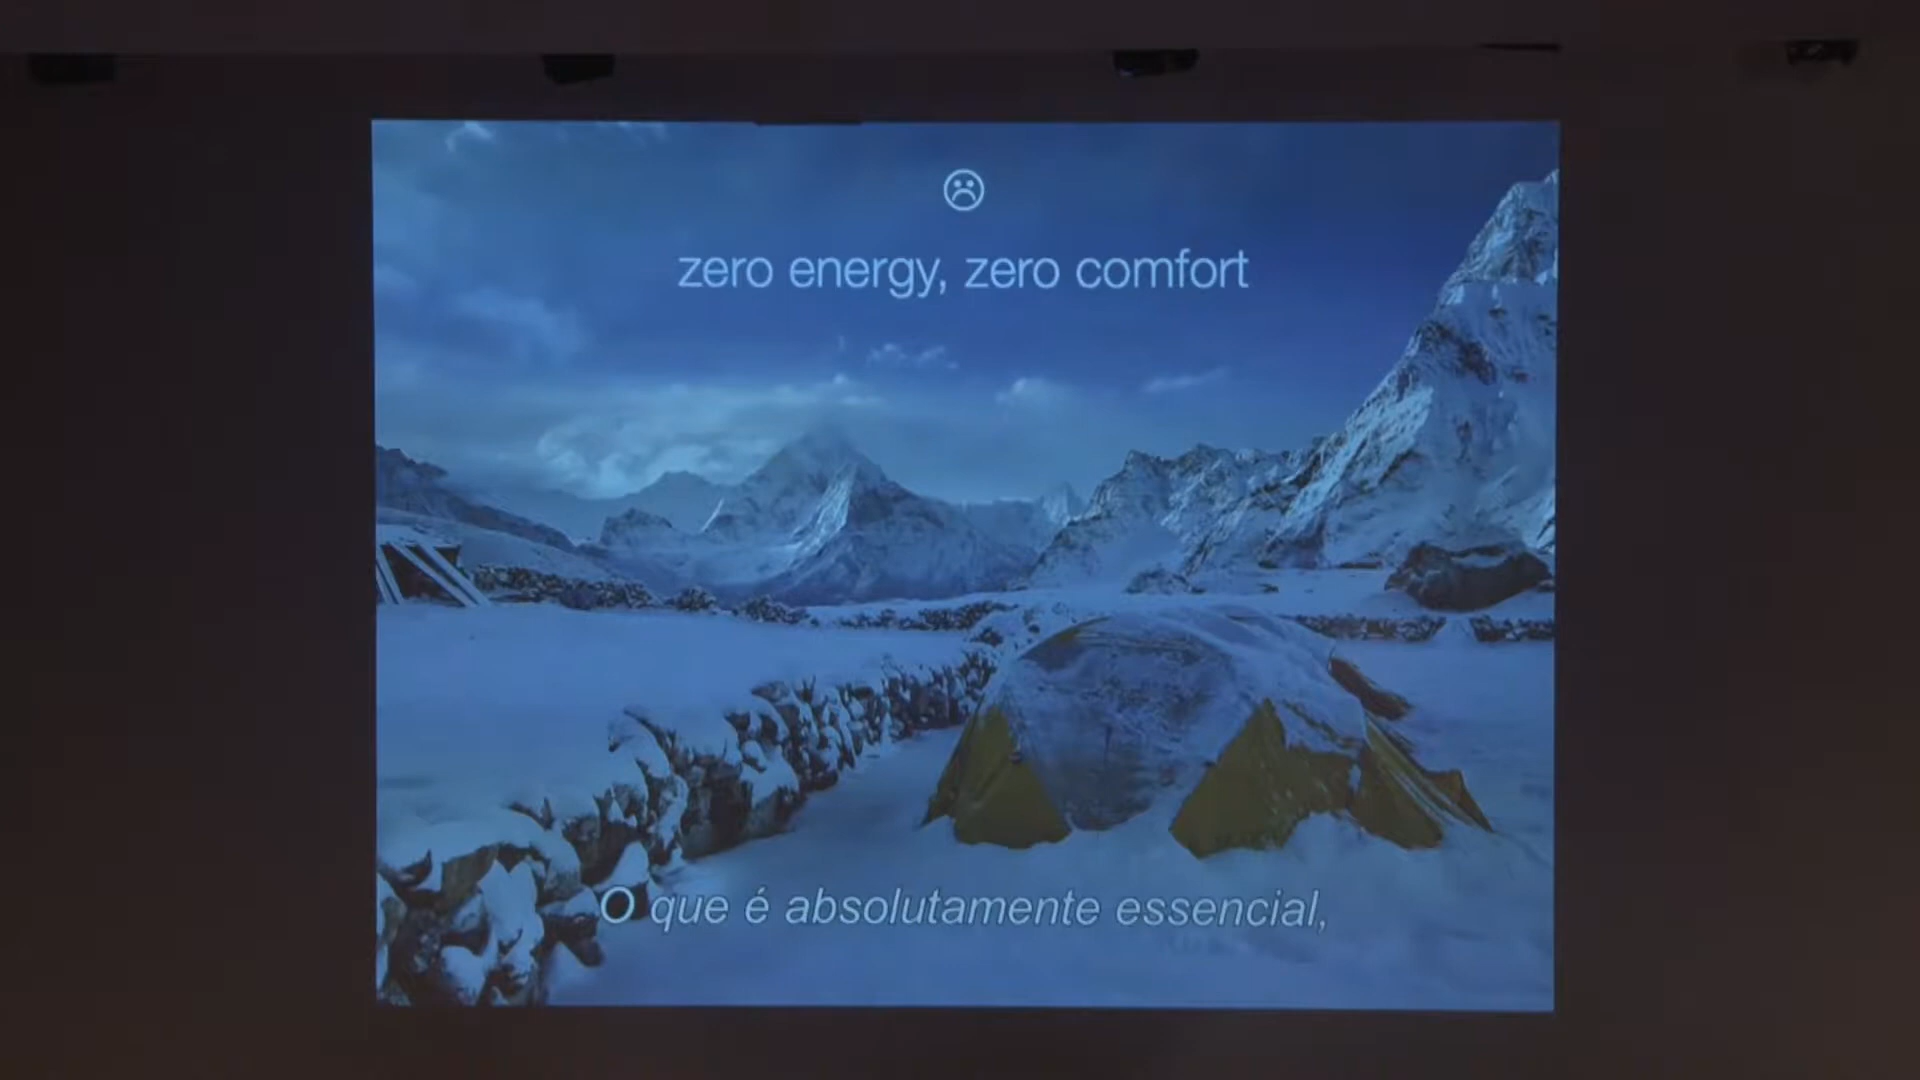 zero energy, zero comfort
O que é absolutamente essencial,